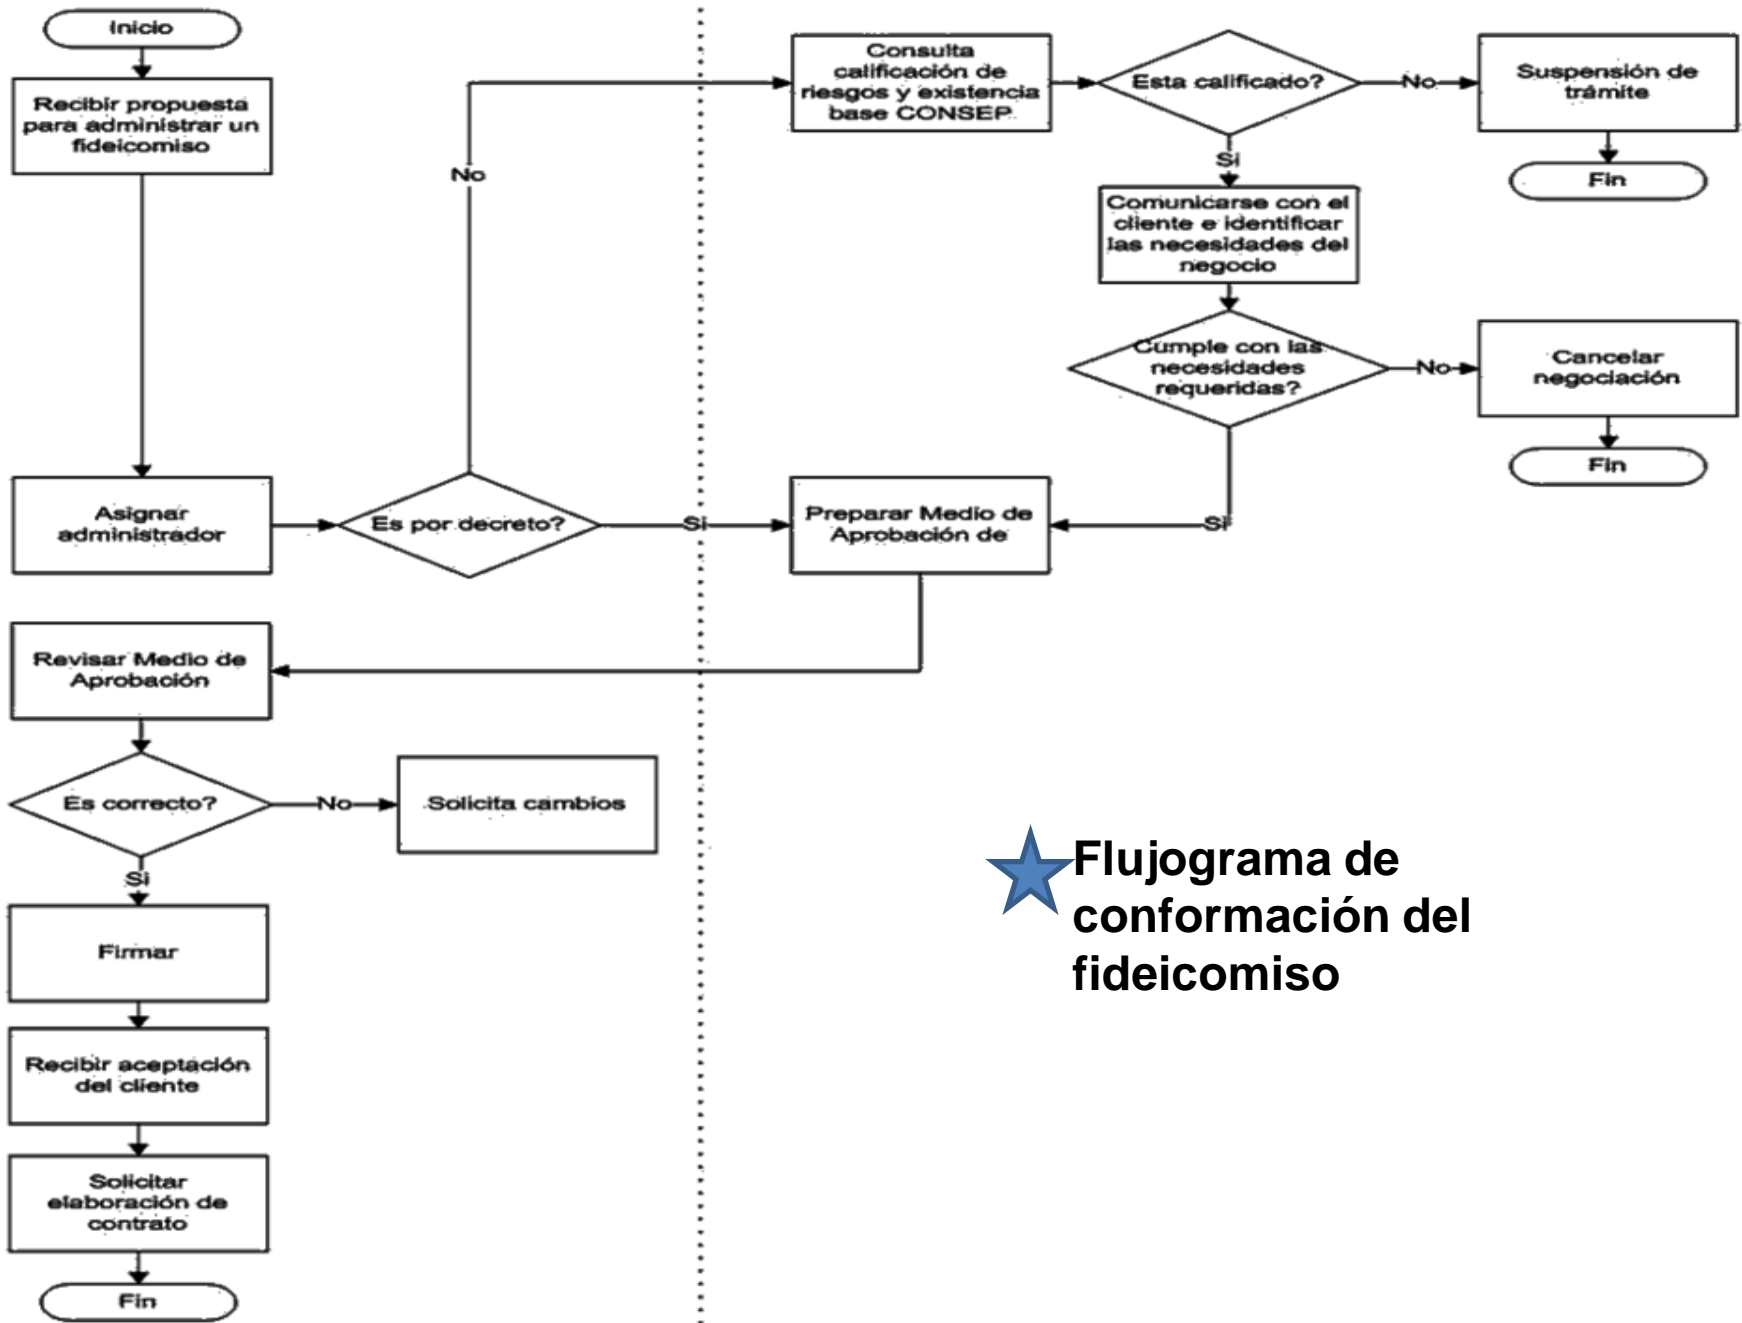 Inicio
Recibir propuesta
para administrar un
fideicomiso
Asignar
administrador
Es por decreto?
No
Si
Consulta
calificación de
riesgos y existencia
base CONSEP
Esta calificado?
No
Suspensión de
trámite
Fin
Si
Comunicarse con el
cliente e identificar
las necesidades del
negocio
Cumple con las
necesidades
requeridas?
No
Cancelar
negociación
Fin
Si
Preparar Medio de
Aprobación de
Revisar Medio de
Aprobación
Es correcto?
No
Solicita cambios
Si
Firmar
Recibir aceptación
del cliente
Solicitar
elaboración de
contrato
Fin
Flujograma de
conformación del
fideicomiso